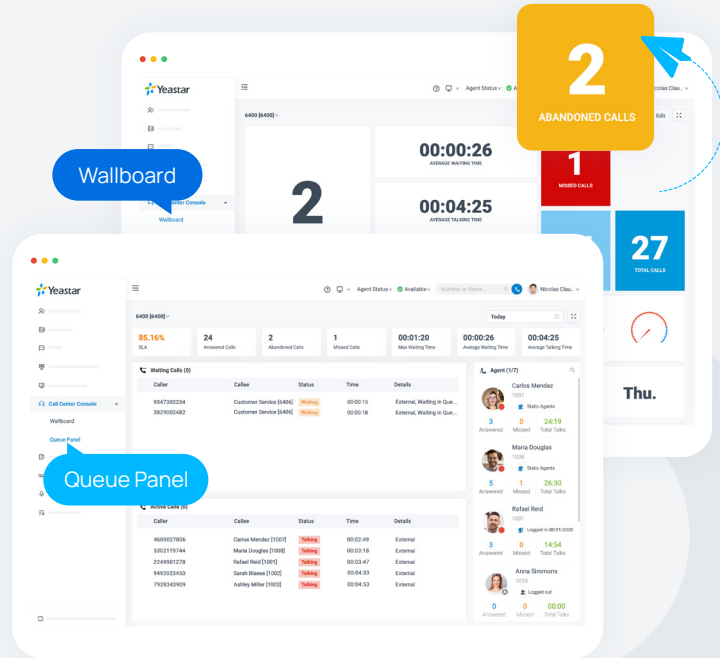 2
ABANDONED CALLS
Yeastar
Agent Status
6400 [6400]
Edit
00:00:26
AVERAGE WAITING TIME
1
MISSED CALLS
Wallboard
2
00:04:25
AVERAGE TALKING TIME
Center Console
Wallboard
27
TOTAL CALLS
Thu.
Yeastar
Agent Status
Available
Number or Name...
Nicolas Clau...
6400 [6400]
Today
85.16%
SLA
24
Answered Calls
2
Abandoned Calls
1
Missed Calls
00:01:20
Max Waiting Time
00:00:26
Average Waiting Time
00:04:25
Average Talking Time
Waiting Calls (0)
Caller Callee Status Time Details
9347302234 Customer Service [6406] Waiting 00:00:16 External, Waiting in Que...
3829002482 Customer Service [6406] Waiting 00:00:18 External, Waiting in Que...
Call Center Console
Wallboard
Queue Panel
Queue Panel
Active Calls (0)
Caller Callee Status Time Details
4609027806 Carlos Mendez [1007] Talking 00:02:49 External
5302119744 Maria Douglas [1008] Talking 00:03:18 External
2249901278 Rafael Reid [1001] Talking 00:03:47 External
9492023450 Sarah Blaese [1002] Talking 00:04:33 External
7928340909 Ashley Miller [1003] Talking 00:04:53 External
Agent (1/7)
Carlos Mendez
1007
Static Agents
3 0 24:19
Answered Missed Total Talks
Maria Douglas
1008
Static Agents
5 1 26:30
Answered Missed Total Talks
Rafael Reid
1001
Logged in 08/31/2020
3 0 14:54
Answered Missed Total Talks
Anna Simmons
1010
Logged out
0 0 00:00
Answered Missed Total Talks